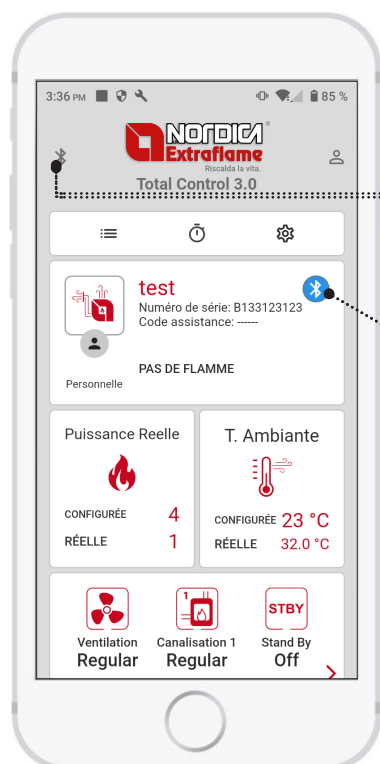 3:36 PM
85 %
NORDICA
Extraflame
Riscalda la vita.
Total Control 3.0
test
Numéro de série: B133123123
Code assistance: ------
PAS DE FLAMME
Personnelle
Puissance Reelle
CONFIGURÉE 4
RÉELLE 1
T. Ambiante
CONFIGURÉE 23 °C
RÉELLE 32.0 °C
Ventilation
Regular
1
Canalisation 1
Regular
STBY
Stand By
Off